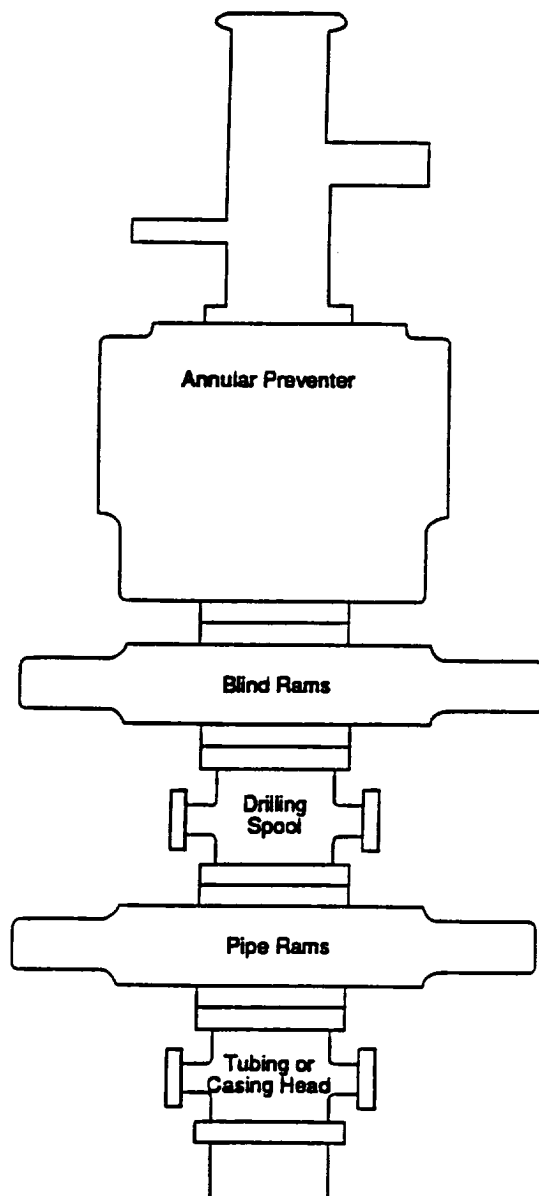 Annular Preventer
Blind Rams
Drilling
Spool
Pipe Rams
Tubing or
Casing Head